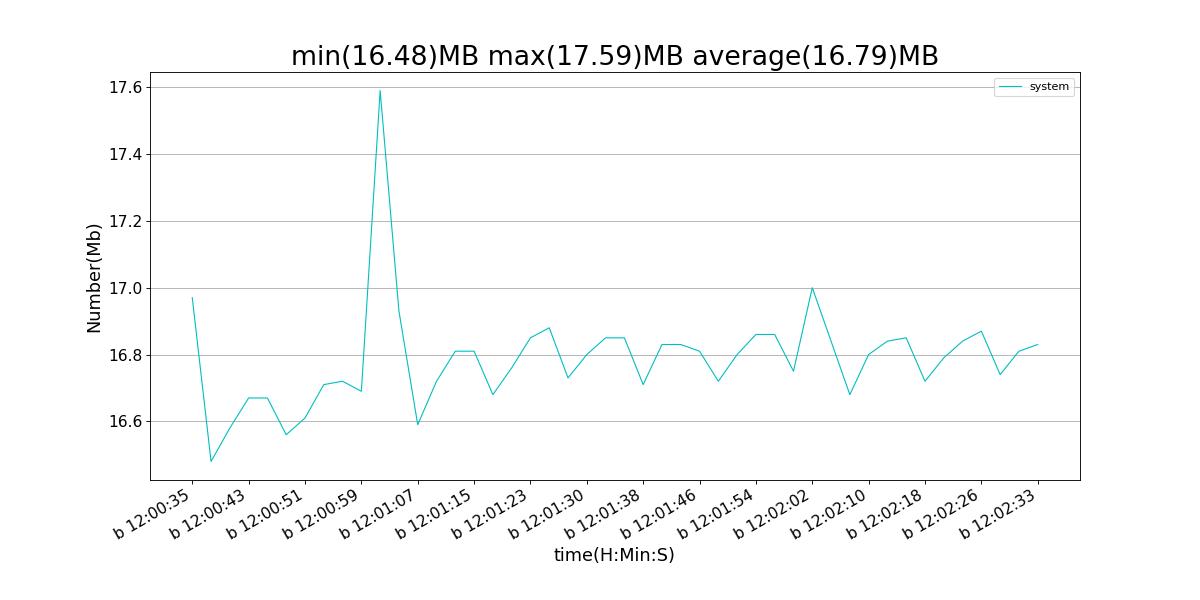 min(16.48)MB max(17.59)MB average(16.79)MB
system
17.6
17.4
17.2
17.0
16.8
16.6
Number(Mb)
b 12:00:35
b 12:00:43
b 12:00:51
b 12:00:59
b 12:01:07
b 12:01:15
b 12:01:23
b 12:01:30
b 12:01:38
b 12:01:46
b 12:01:54
b 12:02:02
b 12:02:10
b 12:02:18
b 12:02:26
b 12:02:33
time(H:Min:S)